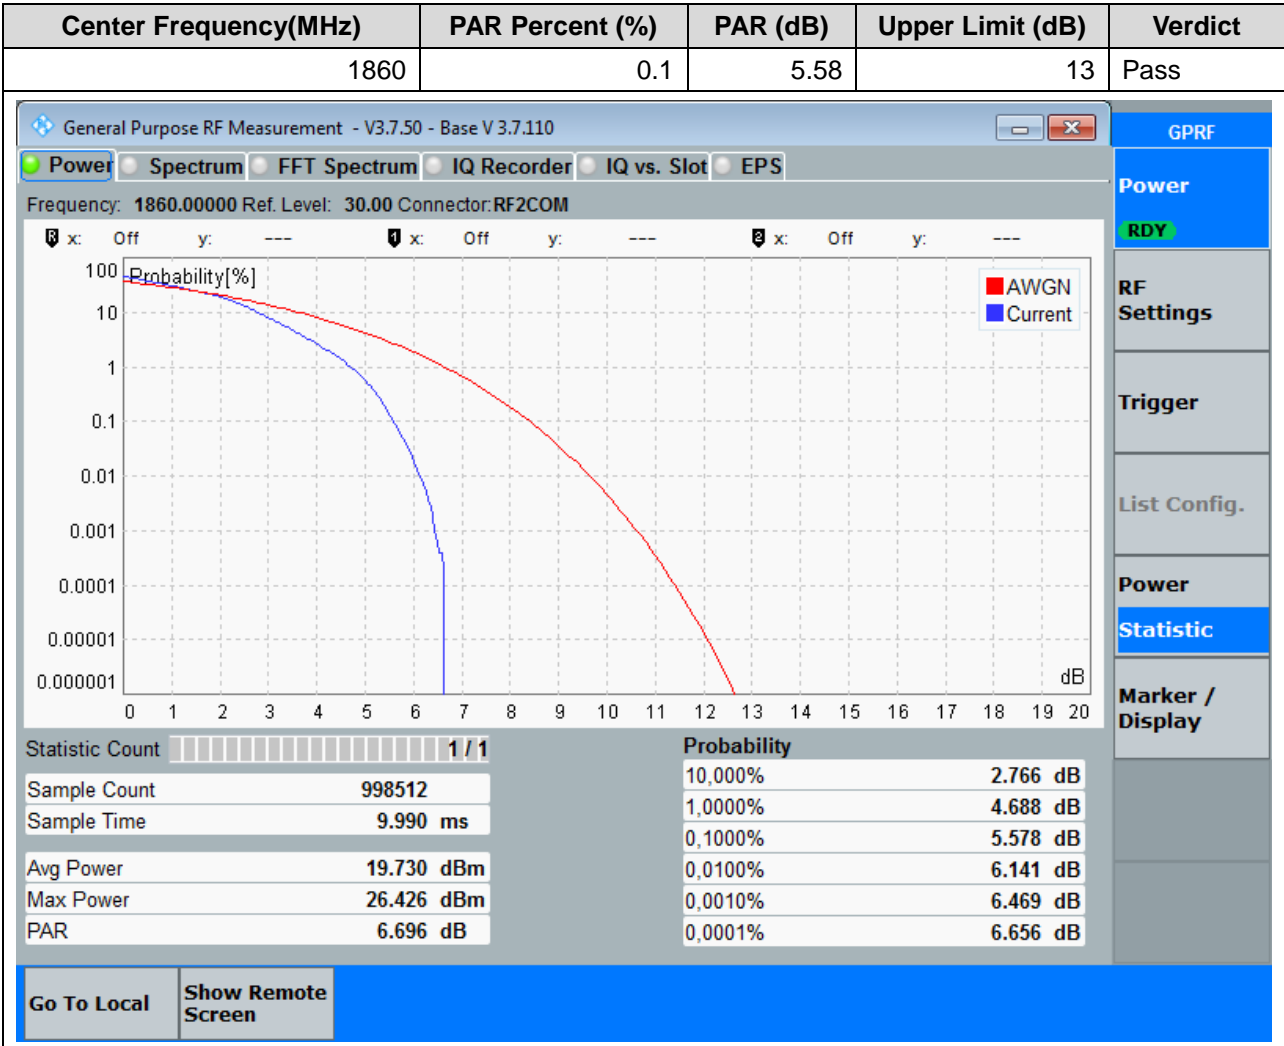 Center Frequency(MHz) PAR Percent (%) PAR (dB) Upper Limit (dB) Verdict
1860 0.1 5.58 13 Pass
General Purpose RF Measurement - V3.7.50 - Base V 3.7.110
GPRF
Power Spectrum FFT Spectrum IQ Recorder IQ vs. Slot EPS
Frequency: 1860.00000 Ref. Level: 30.00 Connector: RF2COM
R x: Off y: --- 1 x: Off y: --- 2 x: Off y: ---
Probability[%]
AWGN
Current
100
10
1
0.1
0.01
0.001
0.0001
0.00001
0.000001
dB
0 1 2 3 4 5 6 7 8 9 10 11 12 13 14 15 16 17 18 19 20
Statistic Count 1 / 1
Sample Count 998512
Sample Time 9.990 ms
Avg Power 19.730 dBm
Max Power 26.426 dBm
PAR 6.696 dB
Probability
10,000% 2.766 dB
1,0000% 4.688 dB
0,1000% 5.578 dB
0,0100% 6.141 dB
0,0010% 6.469 dB
0,0001% 6.656 dB
Power
RDY
RF
Settings
Trigger
List Config.
Power
Statistic
Marker /
Display
Go To Local
Show Remote
Screen